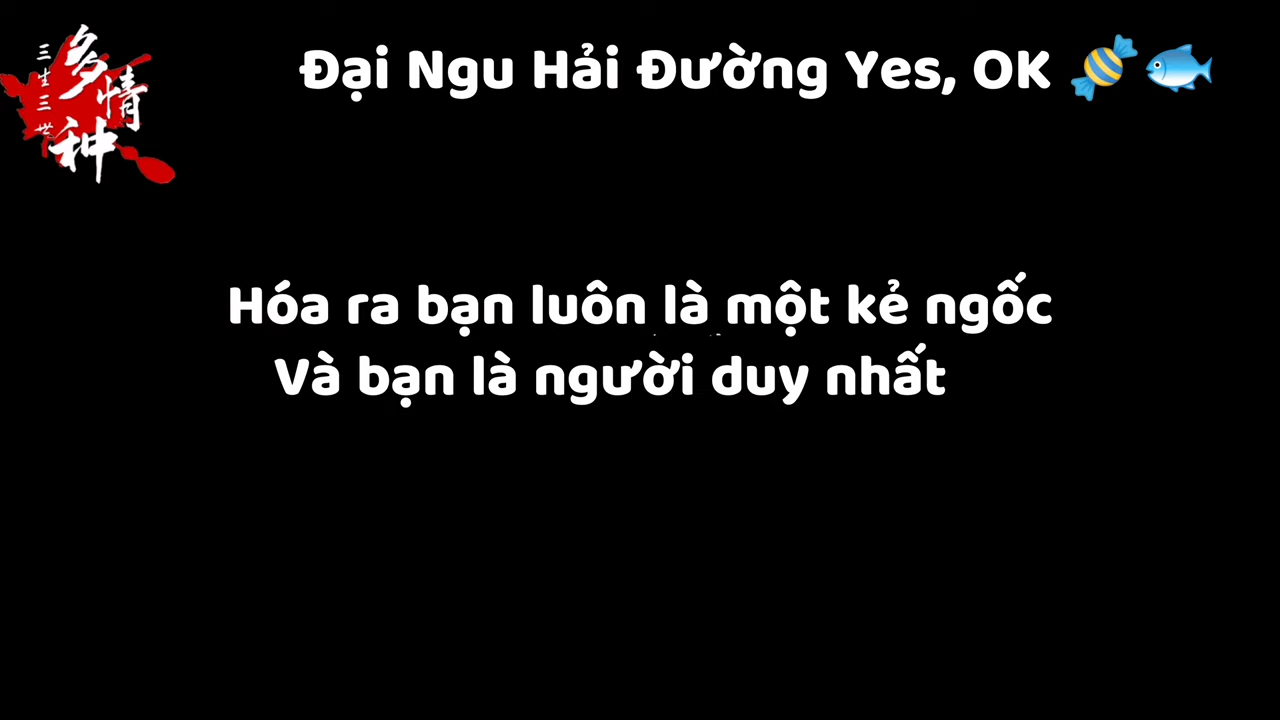 三生三世
多情种
Đại Ngu Hải Đường Yes, OK 🍬🐟
Hóa ra bạn luôn là một kẻ ngốc
Và bạn là người duy nhất